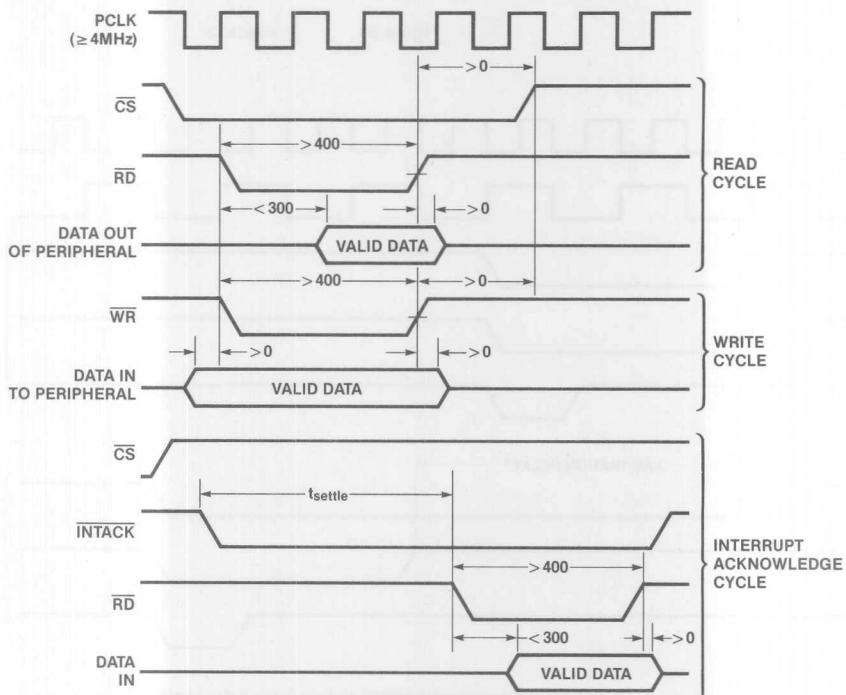 PCLK
(≥ 4MHz)
> 0
CS
> 400
RD
READ
CYCLE
< 300
> 0
DATA OUT
OF PERIPHERAL
VALID DATA
> 400
> 0
WR
WRITE
CYCLE
> 0
> 0
DATA IN
TO PERIPHERAL
VALID DATA
CS
tsettle
INTACK
INTERRUPT
ACKNOWLEDGE
CYCLE
> 400
RD
< 300
> 0
DATA
IN
VALID DATA